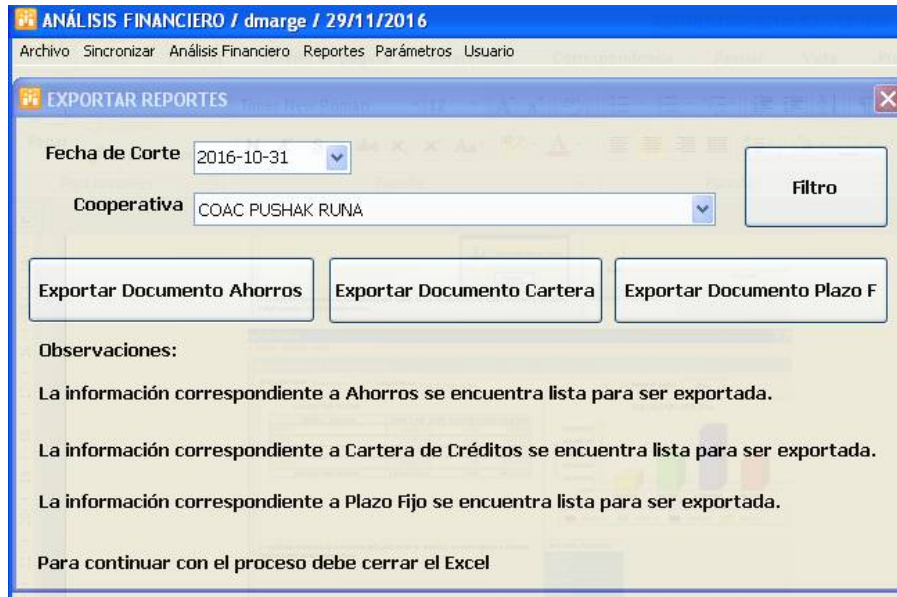 ANÁLISIS FINANCIERO / dmarge / 29/11/2016
Archivo Sincronizar Análisis Financiero Reportes Parámetros Usuario
EXPORTAR REPORTES
Fecha de Corte 2016-10-31
Filtro
Cooperativa COAC PUSHAK RUNA
Exportar Documento Ahorros Exportar Documento Cartera Exportar Documento Plazo F
Observaciones:
La información correspondiente a Ahorros se encuentra lista para ser exportada.
La información correspondiente a Cartera de Créditos se encuentra lista para ser exportada.
La información correspondiente a Plazo Fijo se encuentra lista para ser exportada.
Para continuar con el proceso debe cerrar el Excel